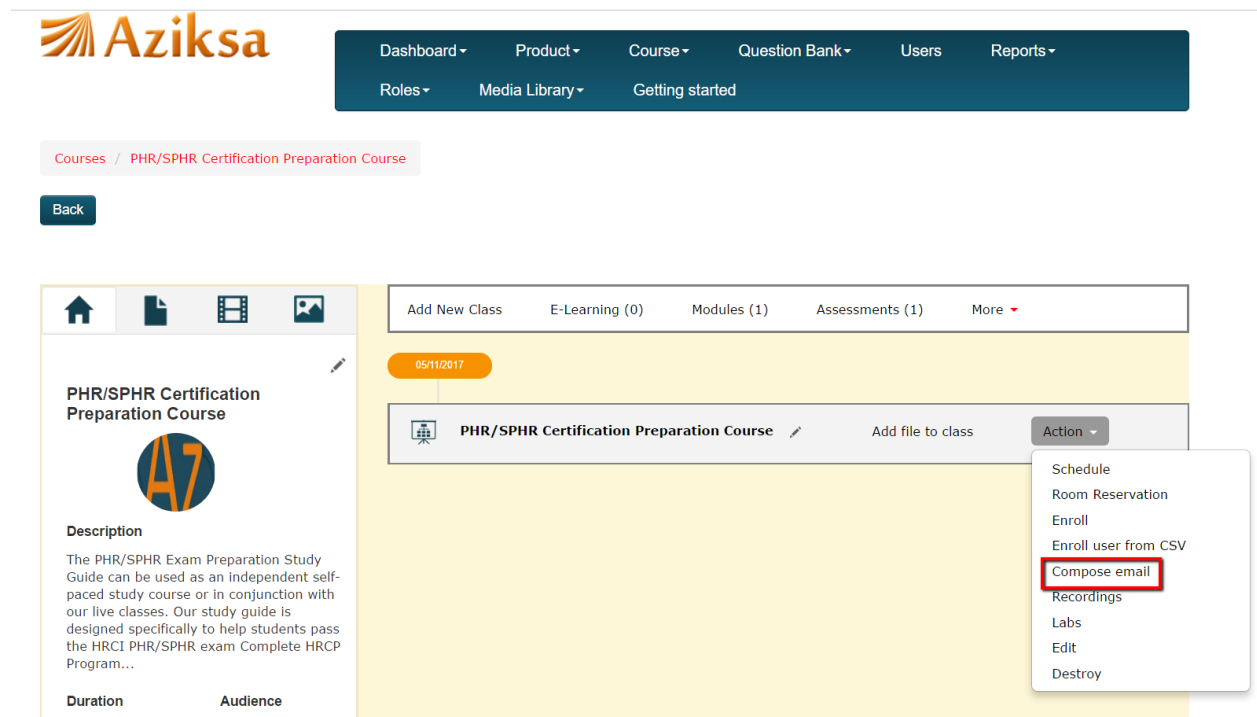 Aziksa
Dashboard Product Course Question Bank Users Reports
Roles Media Library Getting started
Courses / PHR/SPHR Certification Preparation Course
Back
Add New Class E-Learning (0) Modules (1) Assessments (1) More
05/11/2017
PHR/SPHR Certification
Preparation Course
A7
Description
The PHR/SPHR Exam Preparation Study
Guide can be used as an independent self-
paced study course or in conjunction with
our live classes. Our study guide is
designed specifically to help students pass
the HRCI PHR/SPHR exam Complete HRCP
Program...
Duration Audience
PHR/SPHR Certification Preparation Course Add file to class Action
Schedule
Room Reservation
Enroll
Enroll user from CSV
Compose email
Recordings
Labs
Edit
Destroy